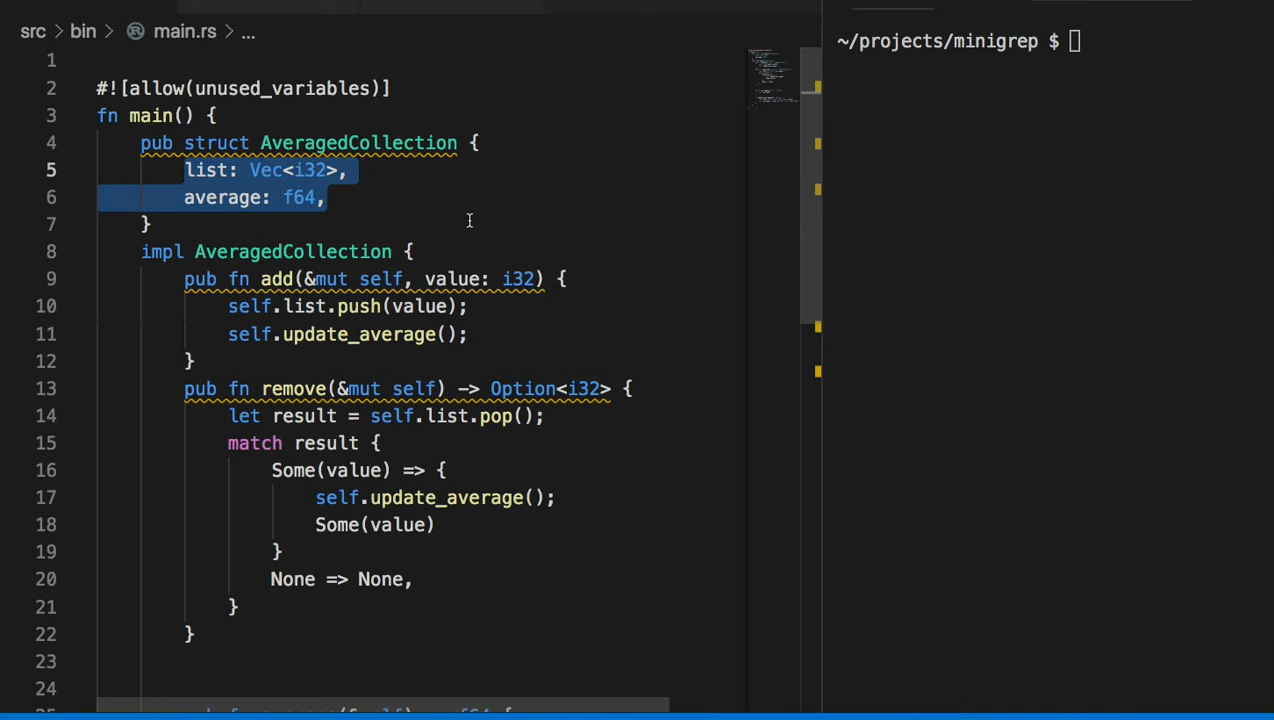 src > bin > main.rs > ...
~/projects/minigrep $
1
2 #![allow(unused_variables)]
3 fn main() {
4 pub struct AveragedCollection {
5 list: Vec<i32>,
6 average: f64,
7 }
8 impl AveragedCollection {
9 pub fn add(&mut self, value: i32) {
10 self.list.push(value);
11 self.update_average();
12 }
13 pub fn remove(&mut self) -> Option<i32> {
14 let result = self.list.pop();
15 match result {
16 Some(value) => {
17 self.update_average();
18 Some(value)
19 }
20 None => None,
21 }
22 }
23
24